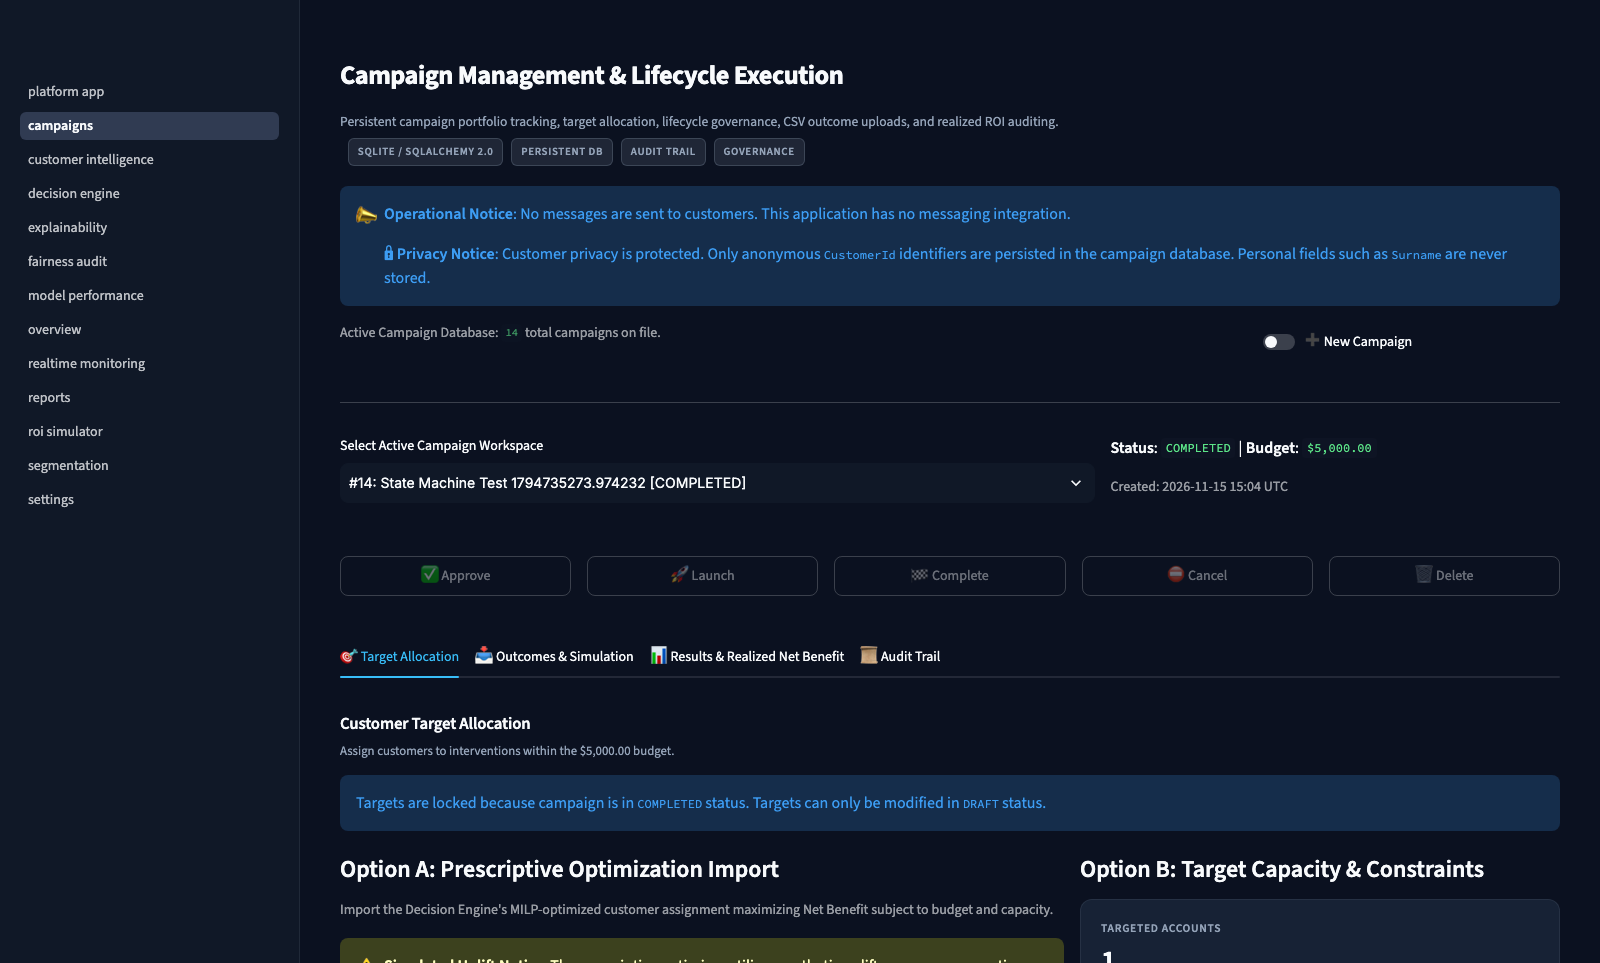 platform app
campaigns
customer intelligence
decision engine
explainability
fairness audit
model performance
overview
realtime monitoring
reports
roi simulator
segmentation
settings
Campaign Management & Lifecycle Execution
Persistent campaign portfolio tracking, target allocation, lifecycle governance, CSV outcome uploads, and realized ROI auditing.
SQLITE / SQLALCHEMY 2.0 PERSISTENT DB AUDIT TRAIL GOVERNANCE
Operational Notice: No messages are sent to customers. This application has no messaging integration.
Privacy Notice: Customer privacy is protected. Only anonymous CustomerId identifiers are persisted in the campaign database. Personal fields such as Surname are never
stored.
Active Campaign Database: 14 total campaigns on file.
New Campaign
Select Active Campaign Workspace
#14: State Machine Test 1794735273.974232 [COMPLETED]
Status: COMPLETED | Budget: $5,000.00
Created: 2026-11-15 15:04 UTC
Approve Launch Complete Cancel Delete
Target Allocation Outcomes & Simulation Results & Realized Net Benefit Audit Trail
Customer Target Allocation
Assign customers to interventions within the $5,000.00 budget.
Targets are locked because campaign is in COMPLETED status. Targets can only be modified in DRAFT status.
Option A: Prescriptive Optimization Import
Import the Decision Engine's MILP-optimized customer assignment maximizing Net Benefit subject to budget and capacity.
Option B: Target Capacity & Constraints
TARGETED ACCOUNTS
1